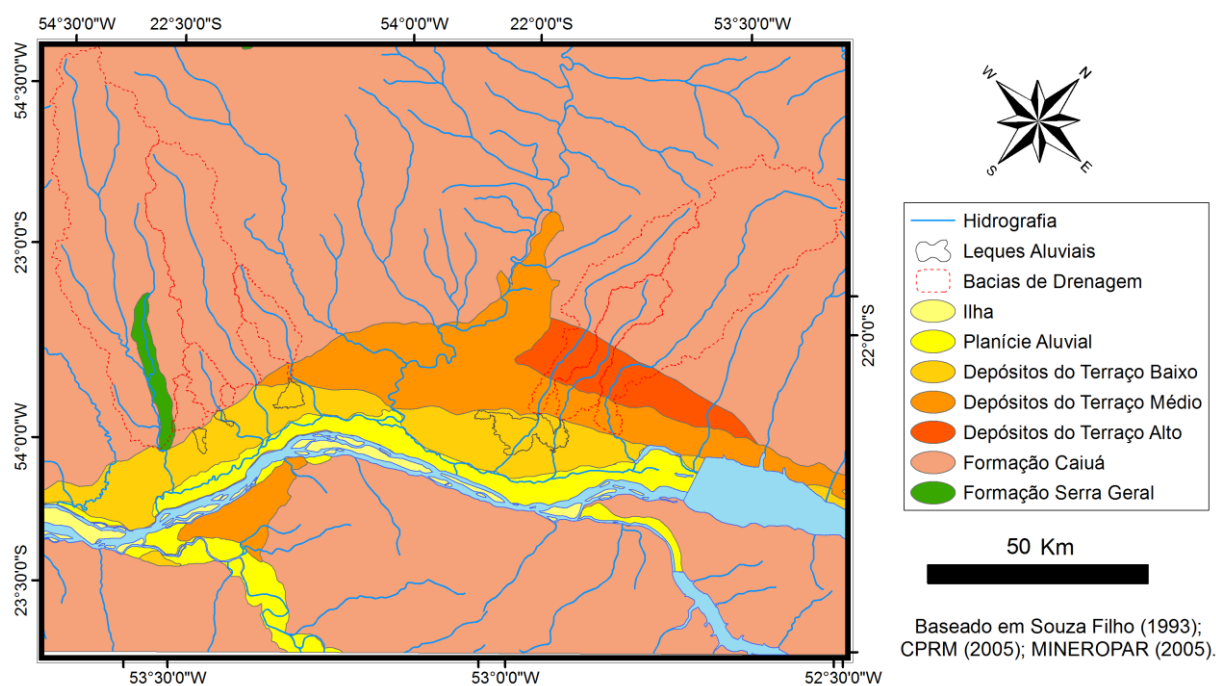 54°30'0"W
22°30'0"S
54°0'0"W
22°0'0"S
53°30'0"W
54°30'0"W
23°0'0"S
54°0'0"W
23°30'0"S
22°0'0"S
53°30'0"W
53°0'0"W
52°30'0"W
N
W
S
E
Hidrografia
Leques Aluviais
Bacias de Drenagem
Ilha
Planície Aluvial
Depósitos do Terraço Baixo
Depósitos do Terraço Médio
Depósitos do Terraço Alto
Formação Caiuá
Formação Serra Geral
50 Km
Baseado em Souza Filho (1993);
CPRM (2005); MINEROPAR (2005).